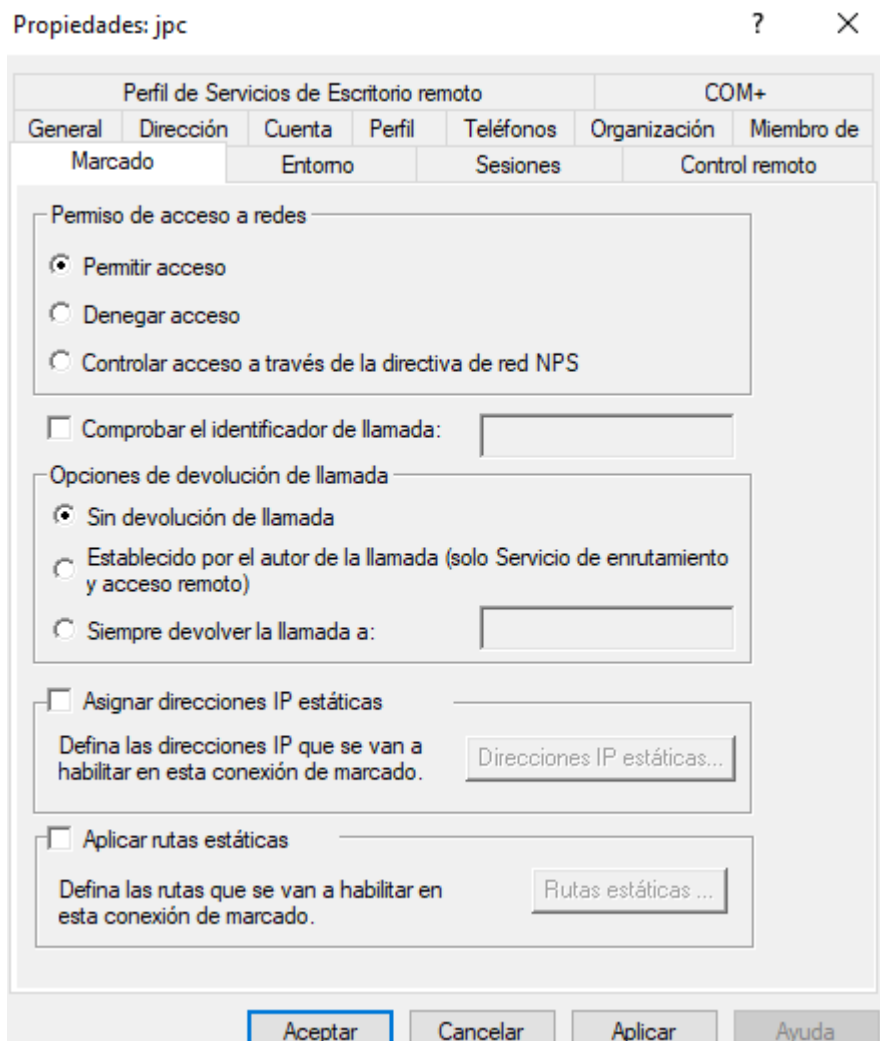 Propiedades: jpc
?
Perfil de Servicios de Escritorio remoto COM+
General Dirección Cuenta Perfil Teléfonos Organización Miembro de
Marcado Entorno Sesiones Control remoto
Permiso de acceso a redes
Permitir acceso
Denegar acceso
Controlar acceso a través de la directiva de red NPS
Comprobar el identificador de llamada:
Opciones de devolución de llamada
Sin devolución de llamada
Establecido por el autor de la llamada (solo Servicio de enrutamiento
y acceso remoto)
Siempre devolver la llamada a:
Asignar direcciones IP estáticas
Defina las direcciones IP que se van a
habilitar en esta conexión de marcado.
Direcciones IP estáticas...
Aplicar rutas estáticas
Defina las rutas que se van a habilitar en
esta conexión de marcado.
Rutas estáticas ...
Aceptar Cancelar Aplicar Ayuda